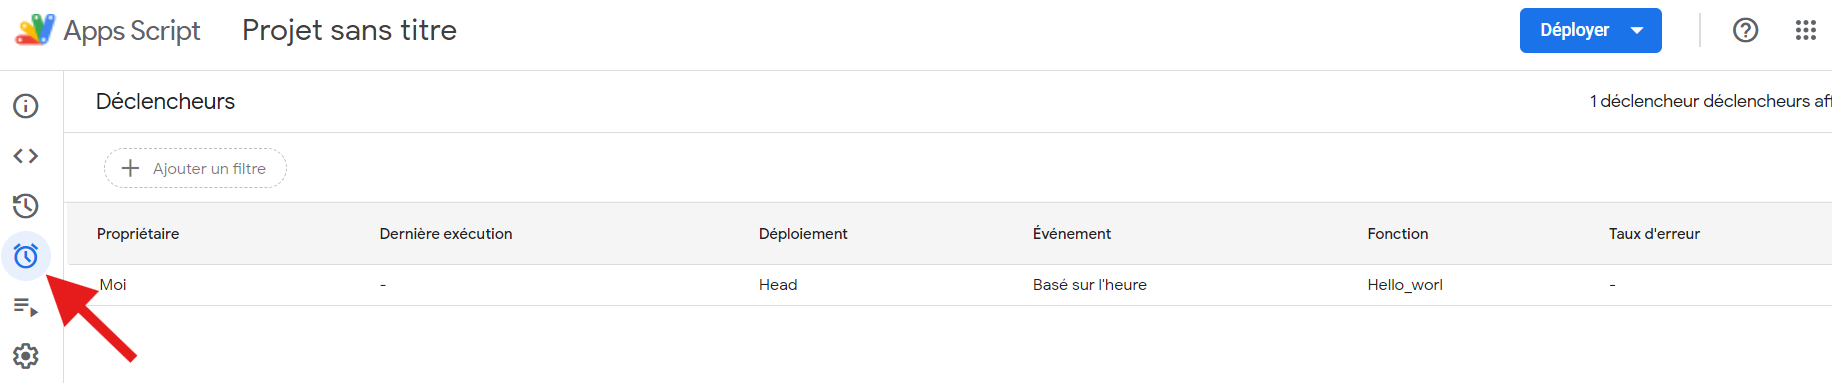 Apps Script Projet sans titre Déployer
Déclencheurs 1 déclencheur déclencheurs aff
Ajouter un filtre
Propriétaire Dernière exécution Déploiement Événement Fonction Taux d'erreur
Moi - Head Basé sur l'heure Hello_worl -